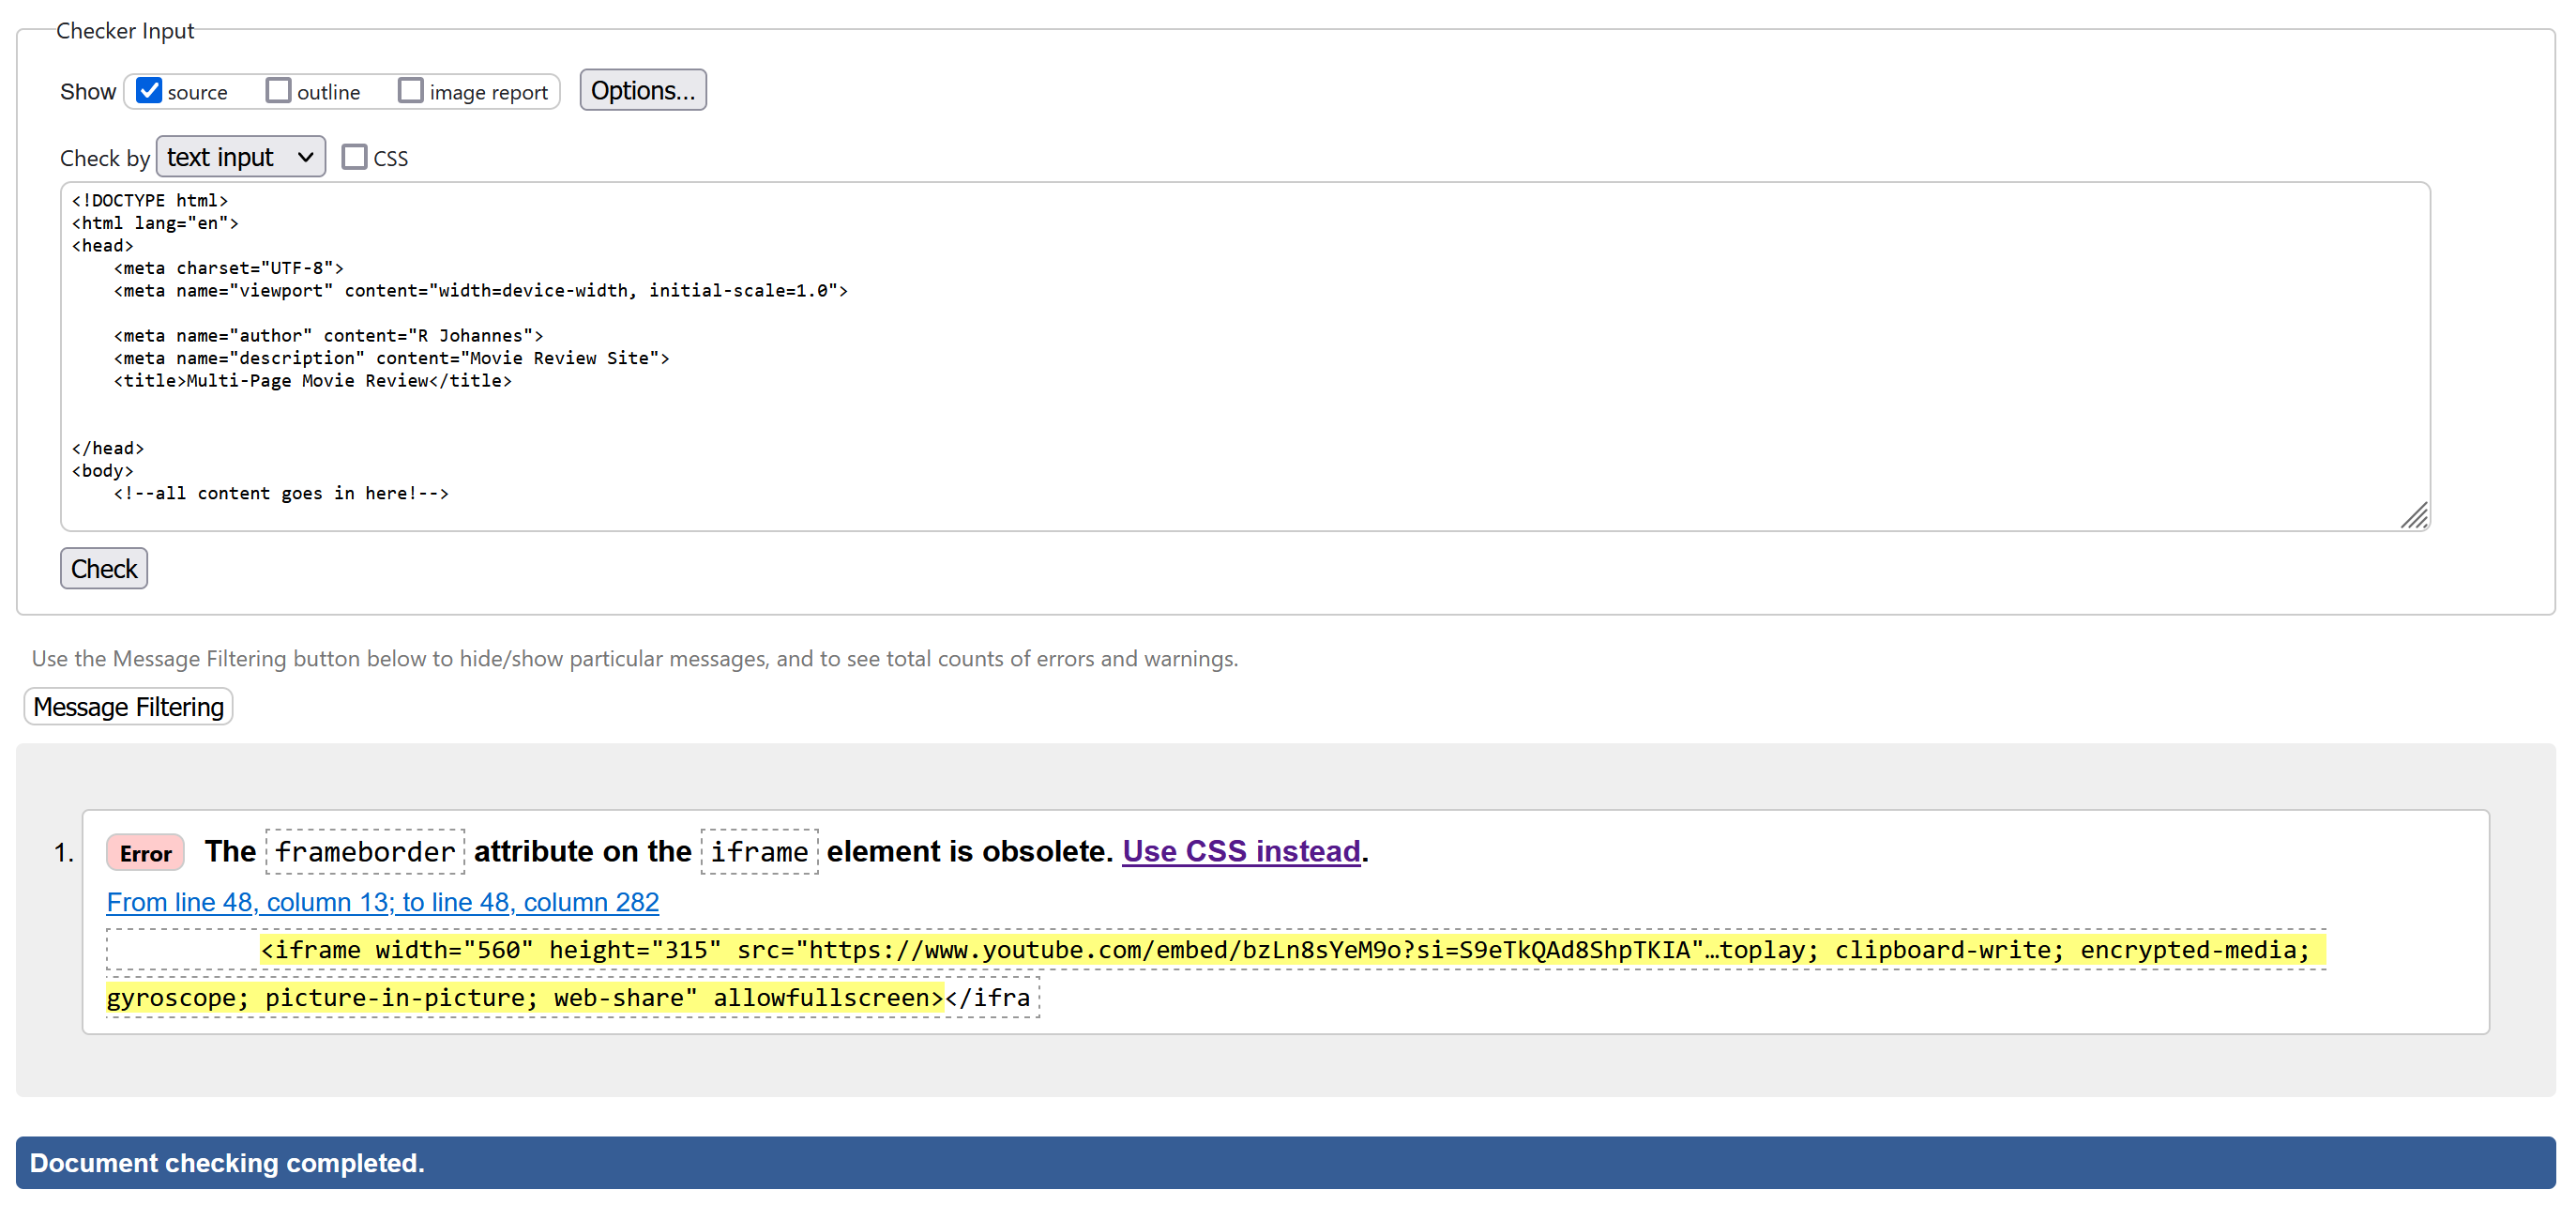 Checker Input
Show source outline image report Options...
Check by text input CSS
<!DOCTYPE html>
<html lang="en">
<head>
    <meta charset="UTF-8">
    <meta name="viewport" content="width=device-width, initial-scale=1.0">
    <meta name="author" content="R Johannes">
    <meta name="description" content="Movie Review Site">
    <title>Multi-Page Movie Review</title>
</head>
<body>
    <!--all content goes in here!-->
Check
Use the Message Filtering button below to hide/show particular messages, and to see total counts of errors and warnings.
Message Filtering
1. Error The frameborder attribute on the iframe element is obsolete. Use CSS instead.
From line 48, column 13; to line 48, column 282
<iframe width="560" height="315" src="https://www.youtube.com/embed/bzLn8sYeM9o?si=S9eTkQAd8ShpTKIA"…toplay; clipboard-write; encrypted-media;
gyroscope; picture-in-picture; web-share" allowfullscreen></ifra
Document checking completed.